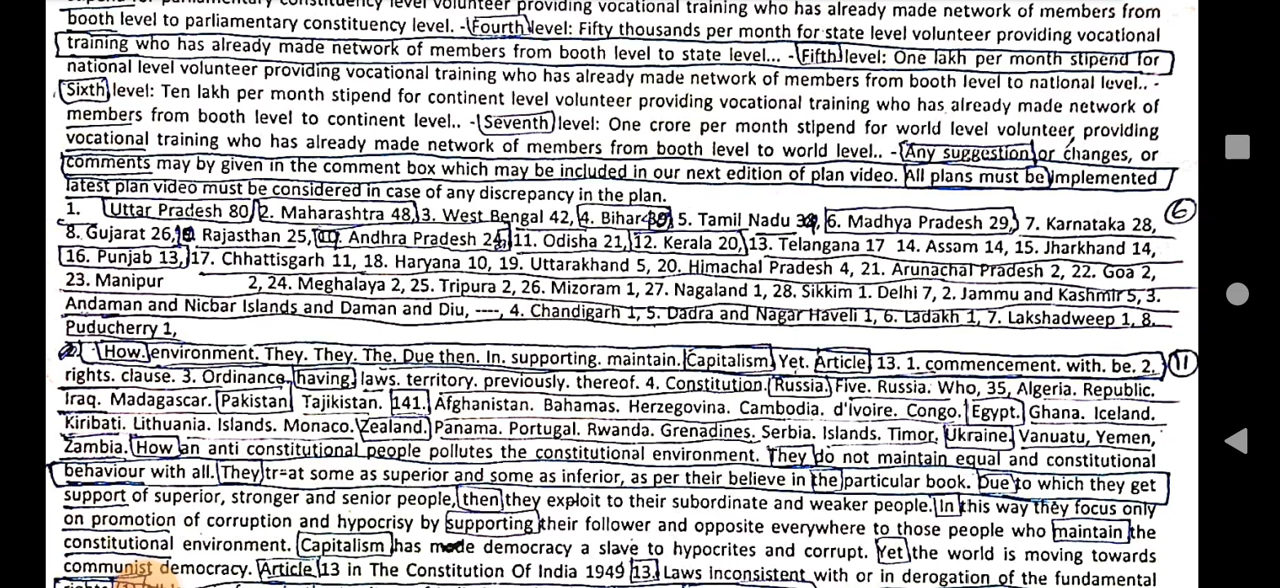 booth level to parliamentary constituency level. -Fourth level: Fifty thousands per month for state level volunteer providing vocational
training who has already made network of members from booth level to state level... -Fifth level: One lakh per month stipend for
national level volunteer providing vocational training who has already made network of members from booth level to national level.. -
Sixth level: Ten lakh per month stipend for continent level volunteer providing vocational training who has already made network of
members from booth level to continent level.. -Seventh level: One crore per month stipend for world level volunteer, providing
vocational training who has already made network of members from booth level to world level.. -Any suggestion or changes, or
comments may by given in the comment box which may be included in our next edition of plan video. All plans must be implemented
latest plan video must be considered in case of any discrepancy in the plan.
1. Uttar Pradesh 80, 2. Maharashtra 48, 3. West Bengal 42, 4. Bihar 5. Tamil Nadu 6. Madhya Pradesh 29, 7. Karnataka 28, 6
8. Gujarat 26, Rajasthan 25, Andhra Pradesh 11. Odisha 21, 12. Kerala 20, 13. Telangana 17 14. Assam 14, 15. Jharkhand 14,
16. Punjab 13, 17. Chhattisgarh 11, 18. Haryana 10, 19. Uttarakhand 5, 20. Himachal Pradesh 4, 21. Arunachal Pradesh 2, 22. Goa 2,
23. Manipur 2, 24. Meghalaya 2, 25. Tripura 2, 26. Mizoram 1, 27. Nagaland 1, 28. Sikkim 1. Delhi 7, 2. Jammu and Kashmir 5, 3.
Andaman and Nicbar Islands and Daman and Diu, ----, 4. Chandigarh 1, 5. Dadra and Nagar Haveli 1, 6. Ladakh 1, 7. Lakshadweep 1, 8.
Puducherry 1,
How. environment. They. They. The. Due then. In. supporting. maintain. Capitalism Yet. Article 13. 1. commencement. with. be. 2. 11
rights. clause. 3. Ordinance, having laws. territory. previously. thereof. 4. Constitution. Russia. Five. Russia. Who, 35, Algeria. Republic.
Iraq. Madagascar. Pakistan Tajikistan. 141. Afghanistan. Bahamas. Herzegovina. Cambodia. d'Ivoire. Congo. Egypt. Ghana. Iceland.
Kiribati. Lithuania. Islands. Monaco. Zealand. Panama. Portugal. Rwanda. Grenadines. Serbia. Islands. Timor, Ukraine, Vanuatu, Yemen,
Zambia. How an anti constitutional people pollutes the constitutional environment. They do not maintain equal and constitutional
behaviour with all. They tr=at some as superior and some as inferior, as per their believe in the particular book. Due to which they get
support of superior, stronger and senior people, then they exploit to their subordinate and weaker people. In this way they focus only
on promotion of corruption and hypocrisy by supporting their follower and opposite everywhere to those people who maintain the
constitutional environment. Capitalism has made democracy a slave to hypocrites and corrupt. Yet the world is moving towards
communist democracy. Article 13 in The Constitution Of India 1949 13. Laws inconsistent with or in derogation of the fundamental